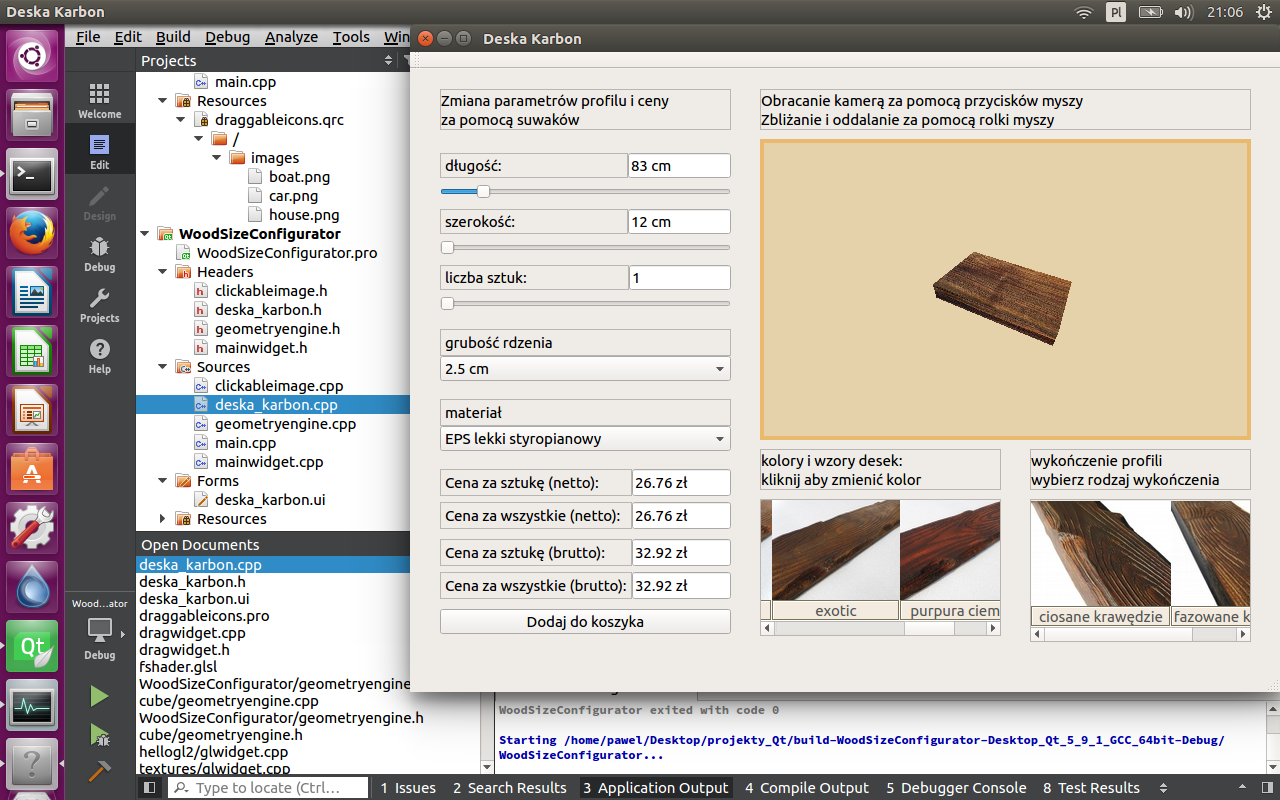 Deska Karbon
Pl
21:06
File Edit Build Debug Analyze Tools Win
Deska Karbon
Projects
main.cpp
Resources
draggableicons.qrc
/
images
boat.png
car.png
house.png
WoodSizeConfigurator
WoodSizeConfigurator.pro
Headers
clickableimage.h
deska_karbon.h
geometryengine.h
mainwidget.h
Sources
clickableimage.cpp
deska_karbon.cpp
geometryengine.cpp
main.cpp
mainwidget.cpp
Forms
deska_karbon.ui
Resources
Welcome
Edit
Design
Debug
Projects
Help
Wood...ator
Debug
Qt
Open Documents
deska_karbon.cpp
deska_karbon.h
deska_karbon.ui
draggableicons.pro
dragwidget.cpp
dragwidget.h
fshader.glsl
WoodSizeConfigurator/geometryengine
cube/geometryengine.cpp
WoodSizeConfigurator/geometryengine.h
cube/geometryengine.h
hellogl2/glwidget.cpp
textures/glwidget.cpp
Zmiana parametrów profilu i ceny
za pomocą suwaków
długość: 83 cm
szerokość: 12 cm
liczba sztuk: 1
grubość rdzenia
2.5 cm
materiał
EPS lekki styropianowy
Cena za sztukę (netto): 26.76 zł
Cena za wszystkie (netto): 26.76 zł
Cena za sztukę (brutto): 32.92 zł
Cena za wszystkie (brutto): 32.92 zł
Dodaj do koszyka
Obracanie kamerą za pomocą przycisków myszy
Zbliżanie i oddalanie za pomocą rolki myszy
kolory i wzory desek:
kliknij aby zmienić kolor
exotic
purpura ciem
wykończenie profili
wybierz rodzaj wykończenia
ciosane krawędzie
fazowane k
WoodSizeConfigurator exited with code 0
Starting /home/pawel/Desktop/projekty_Qt/build-WoodSizeConfigurator-Desktop_Qt_5_9_1_GCC_64bit-Debug/
WoodSizeConfigurator...
Type to locate (Ctrl... 1 Issues 2 Search Results 3 Application Output 4 Compile Output 5 Debugger Console 8 Test Results